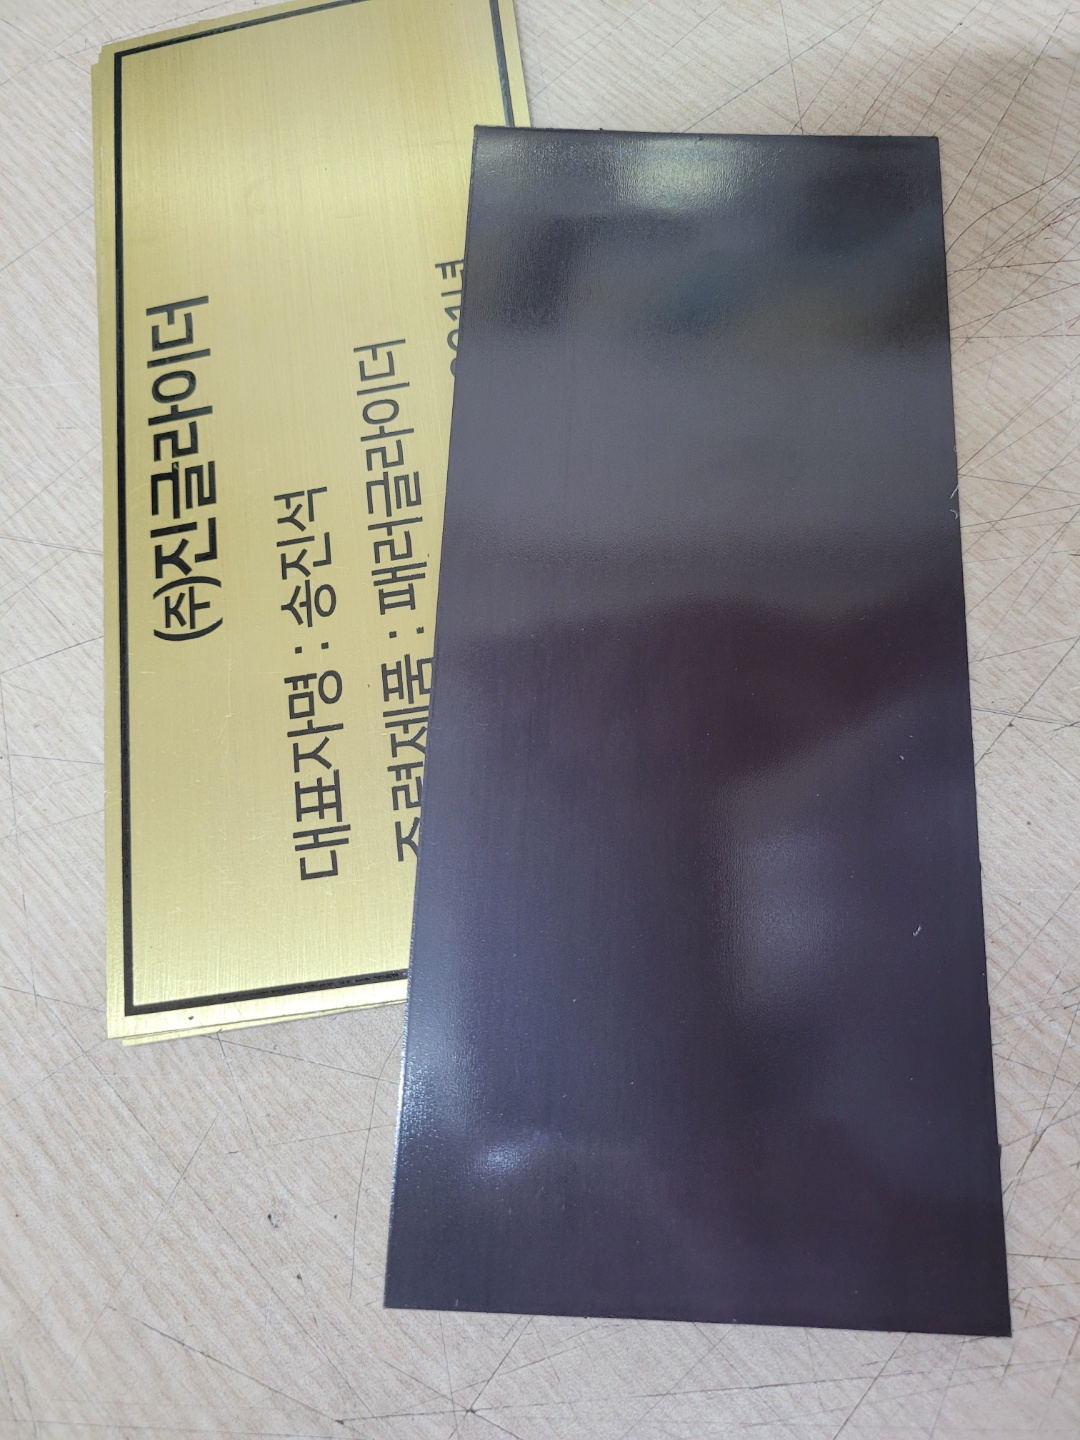 (주)진글라이더
대표자명 : 송진석
주력제품 : 패러글라이더